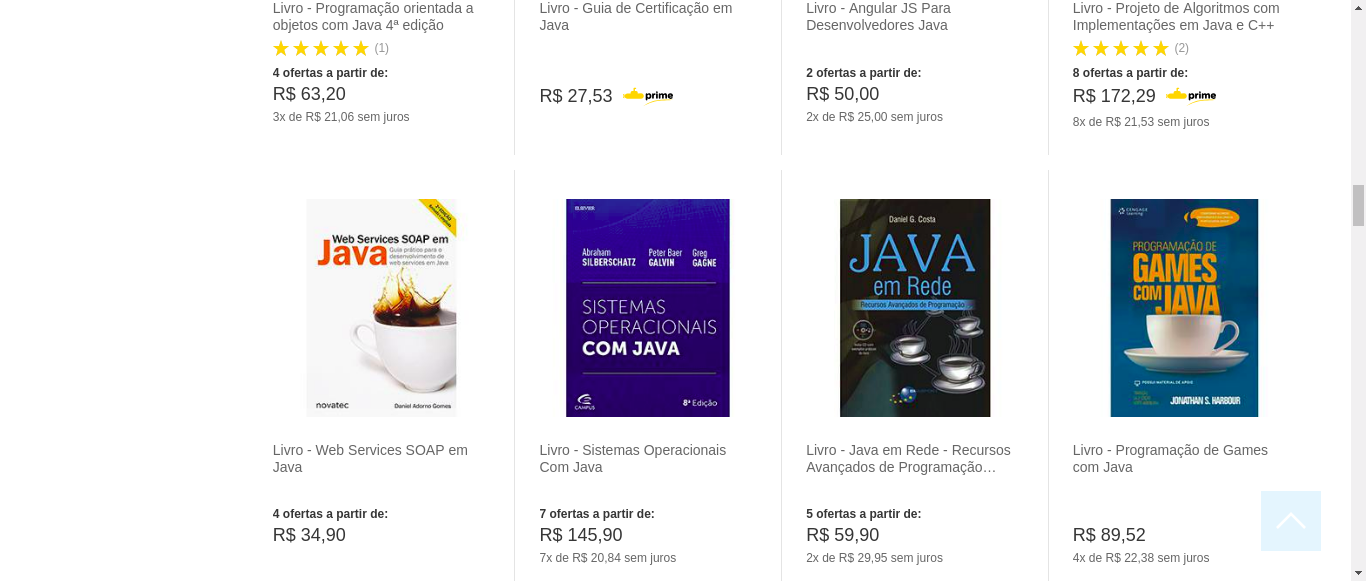 Livro - Programação orientada a
objetos com Java 4ª edição
(1)
4 ofertas a partir de:
R$ 63,20
3x de R$ 21,06 sem juros
Livro - Guia de Certificação em
Java
R$ 27,53 prime
Livro - Angular JS Para
Desenvolvedores Java
2 ofertas a partir de:
R$ 50,00
2x de R$ 25,00 sem juros
Livro - Projeto de Algoritmos com
Implementações em Java e C++
(2)
8 ofertas a partir de:
R$ 172,29 prime
8x de R$ 21,53 sem juros
Web Services SOAP em
Java
Guia prático para o
desenvolvimento de
web services em Java
novatec
Daniel Adorno Gomes
Livro - Web Services SOAP em
Java
4 ofertas a partir de:
R$ 34,90
ELSEVIER
Abraham
SILBERSCHATZ
Peter Baer
GALVIN
Greg
GAGNE
SISTEMAS
OPERACIONAIS
COM JAVA
CAMPUS
8ª Edição
Livro - Sistemas Operacionais
Com Java
7 ofertas a partir de:
R$ 145,90
7x de R$ 20,84 sem juros
Daniel G. Costa
JAVA
em Rede
Recursos Avançados de Programação
Livro - Java em Rede - Recursos
Avançados de Programação…
5 ofertas a partir de:
R$ 59,90
2x de R$ 29,95 sem juros
CENGAGE
Learning
PROGRAMAÇÃO DE
GAMES
COM JAVA
JONATHAN S. HARBOUR
Livro - Programação de Games
com Java
R$ 89,52
4x de R$ 22,38 sem juros